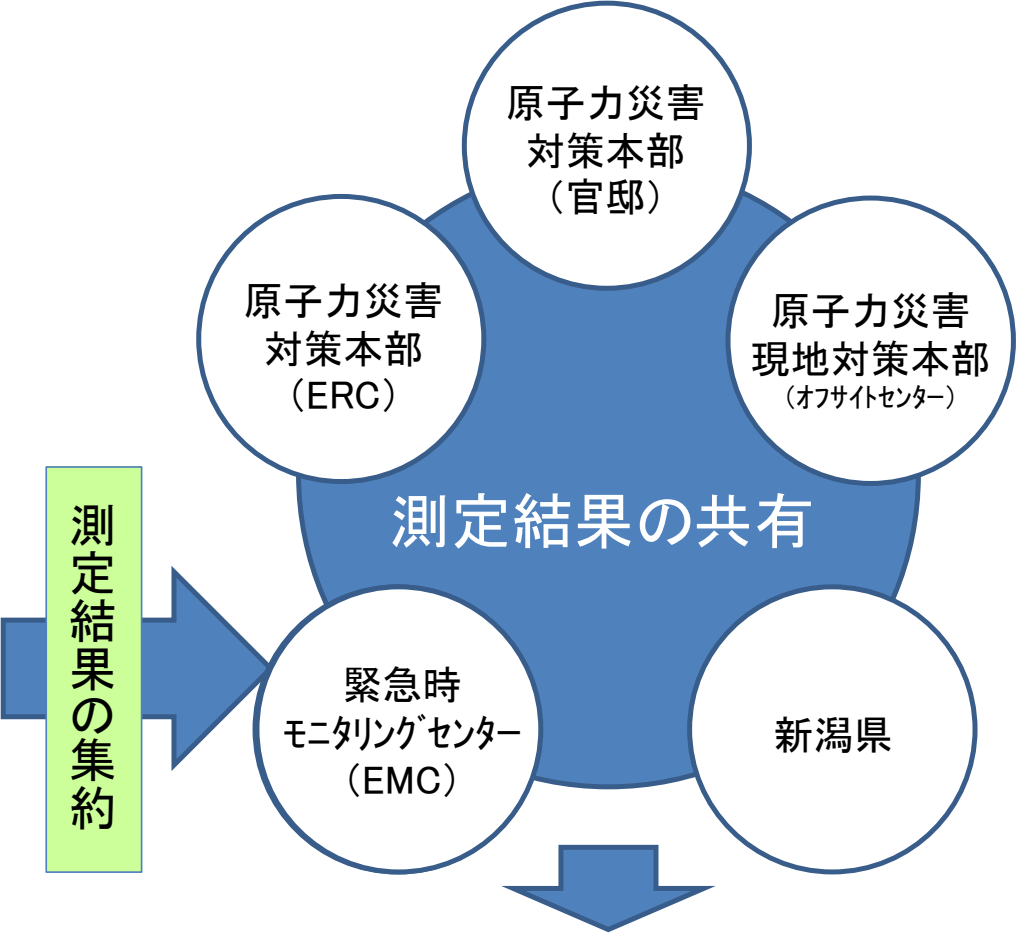 原子力災害
対策本部
（官邸）
原子力災害
対策本部
（ERC）
原子力災害
現地対策本部
（ｵﾌｻｲﾄｾﾝﾀｰ）
測定結果の共有
測定結果の集約
緊急時
ﾓﾆﾀﾘﾝｸﾞｾﾝﾀｰ
（EMC）
新潟県